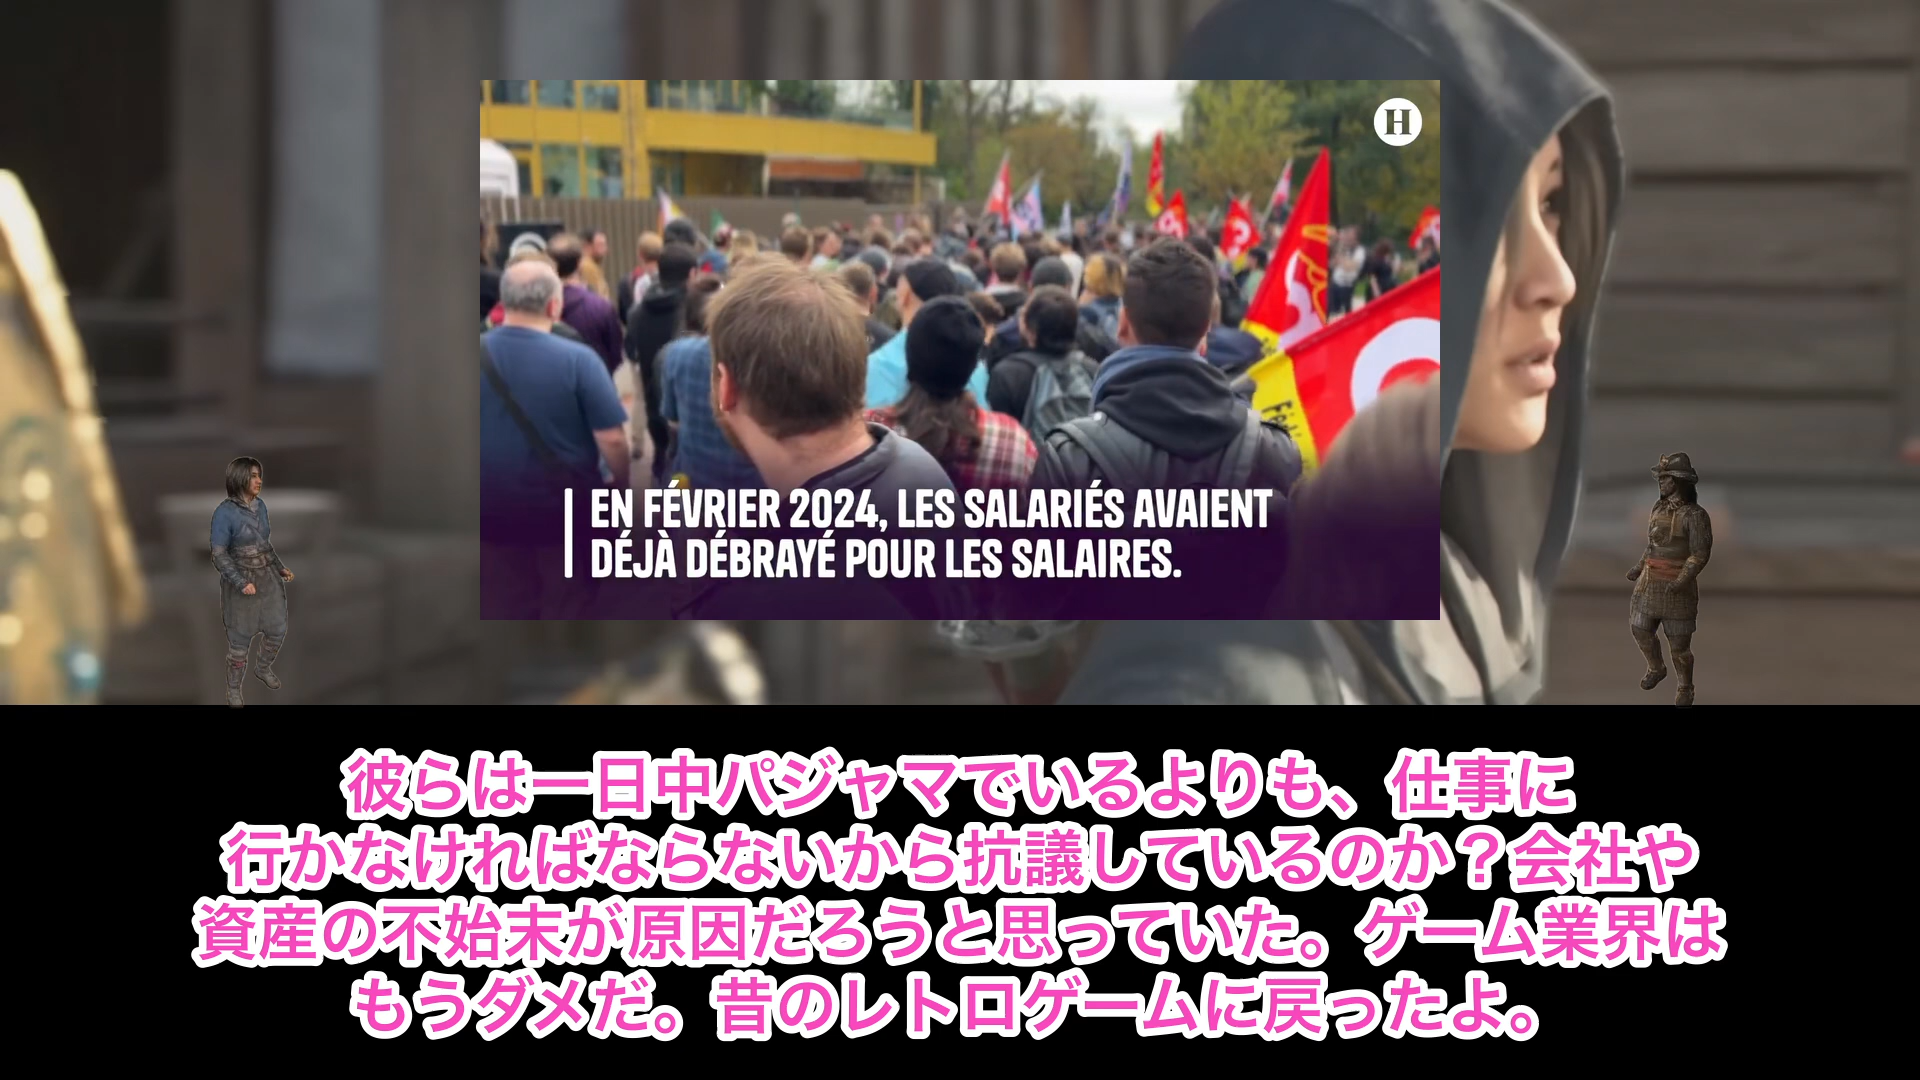 H
EN FÉVRIER 2024, LES SALARIÉS AVAIENT
DÉJÀ DÉBRAYÉ POUR LES SALAIRES.
彼らは一日中パジャマでいるよりも、仕事に
行かなければならないから抗議しているのか？会社や
資産の不始末が原因だろうと思っていた。ゲーム業界は
もうダメだ。昔のレトロゲームに戻ったよ。